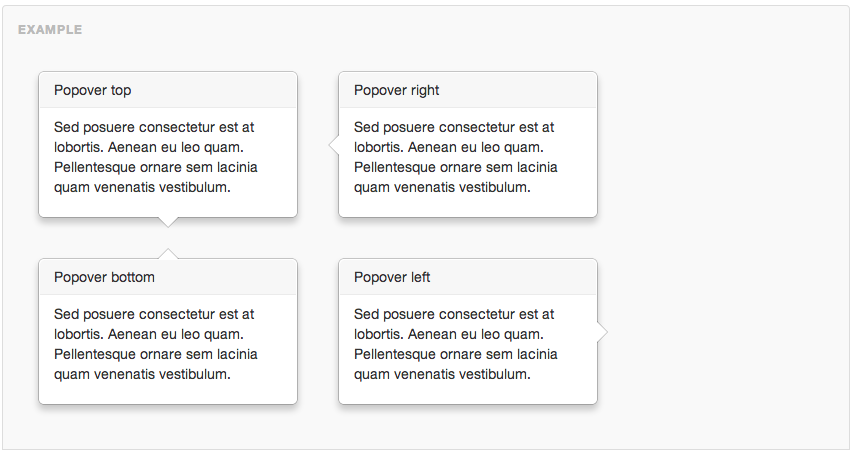 EXAMPLE
Popover top
Sed posuere consectetur est at
lobortis. Aenean eu leo quam.
Pellentesque ornare sem lacinia
quam venenatis vestibulum.
Popover right
Sed posuere consectetur est at
lobortis. Aenean eu leo quam.
Pellentesque ornare sem lacinia
quam venenatis vestibulum.
Popover bottom
Sed posuere consectetur est at
lobortis. Aenean eu leo quam.
Pellentesque ornare sem lacinia
quam venenatis vestibulum.
Popover left
Sed posuere consectetur est at
lobortis. Aenean eu leo quam.
Pellentesque ornare sem lacinia
quam venenatis vestibulum.